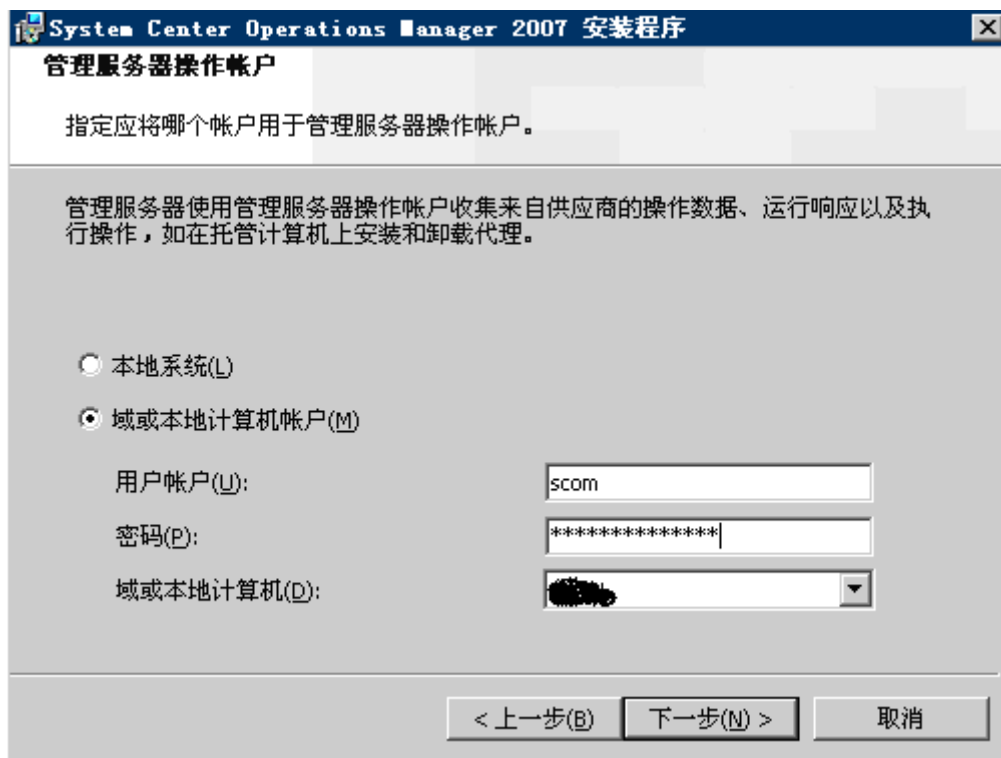 System Center Operations Manager 2007 安装程序
管理服务器操作帐户
指定应将哪个帐户用于管理服务器操作帐户。
管理服务器使用管理服务器操作帐户收集来自供应商的操作数据、运行响应以及执
行操作，如在托管计算机上安装和卸载代理。
本地系统(L)
域或本地计算机帐户(M)
用户帐户(U): scom
密码(P): **************
域或本地计算机(D):
< 上一步(B) 下一步(N) > 取消